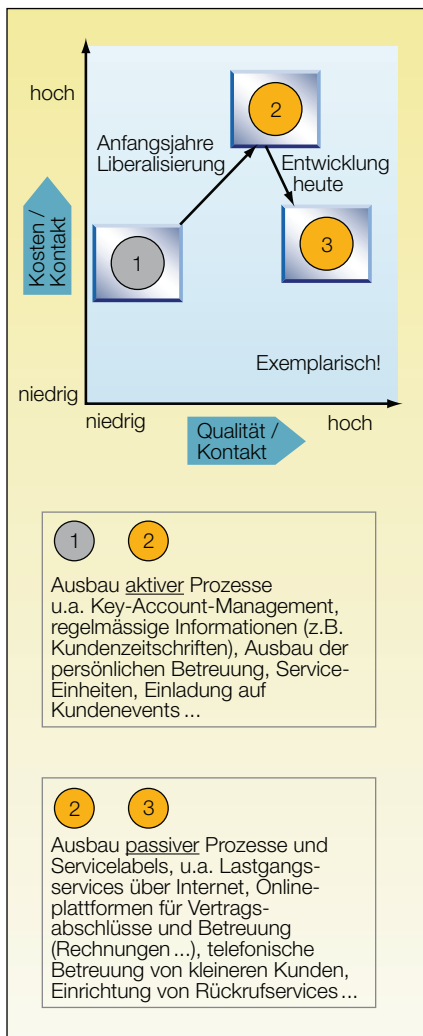 hoch
2
Anfangsjahre
Liberalisierung
Entwicklung
heute
Kosten /
Kontakt
1
3
Exemplarisch!
niedrig
niedrig
Qualität /
Kontakt
hoch
1 2
Ausbau aktiver Prozesse
u.a. Key-Account-Management,
regelmässige Informationen (z.B.
Kundenzeitschriften), Ausbau der
persönlichen Betreuung, Service-
Einheiten, Einladung auf
Kundenevents ...
2 3
Ausbau passiver Prozesse und
Servicelabels, u.a. Lastgangs-
services über Internet, Online-
plattformen für Vertrags-
abschlüsse und Betreuung
(Rechnungen ...), telefonische
Betreuung von kleineren Kunden,
Einrichtung von Rückrufservices ...